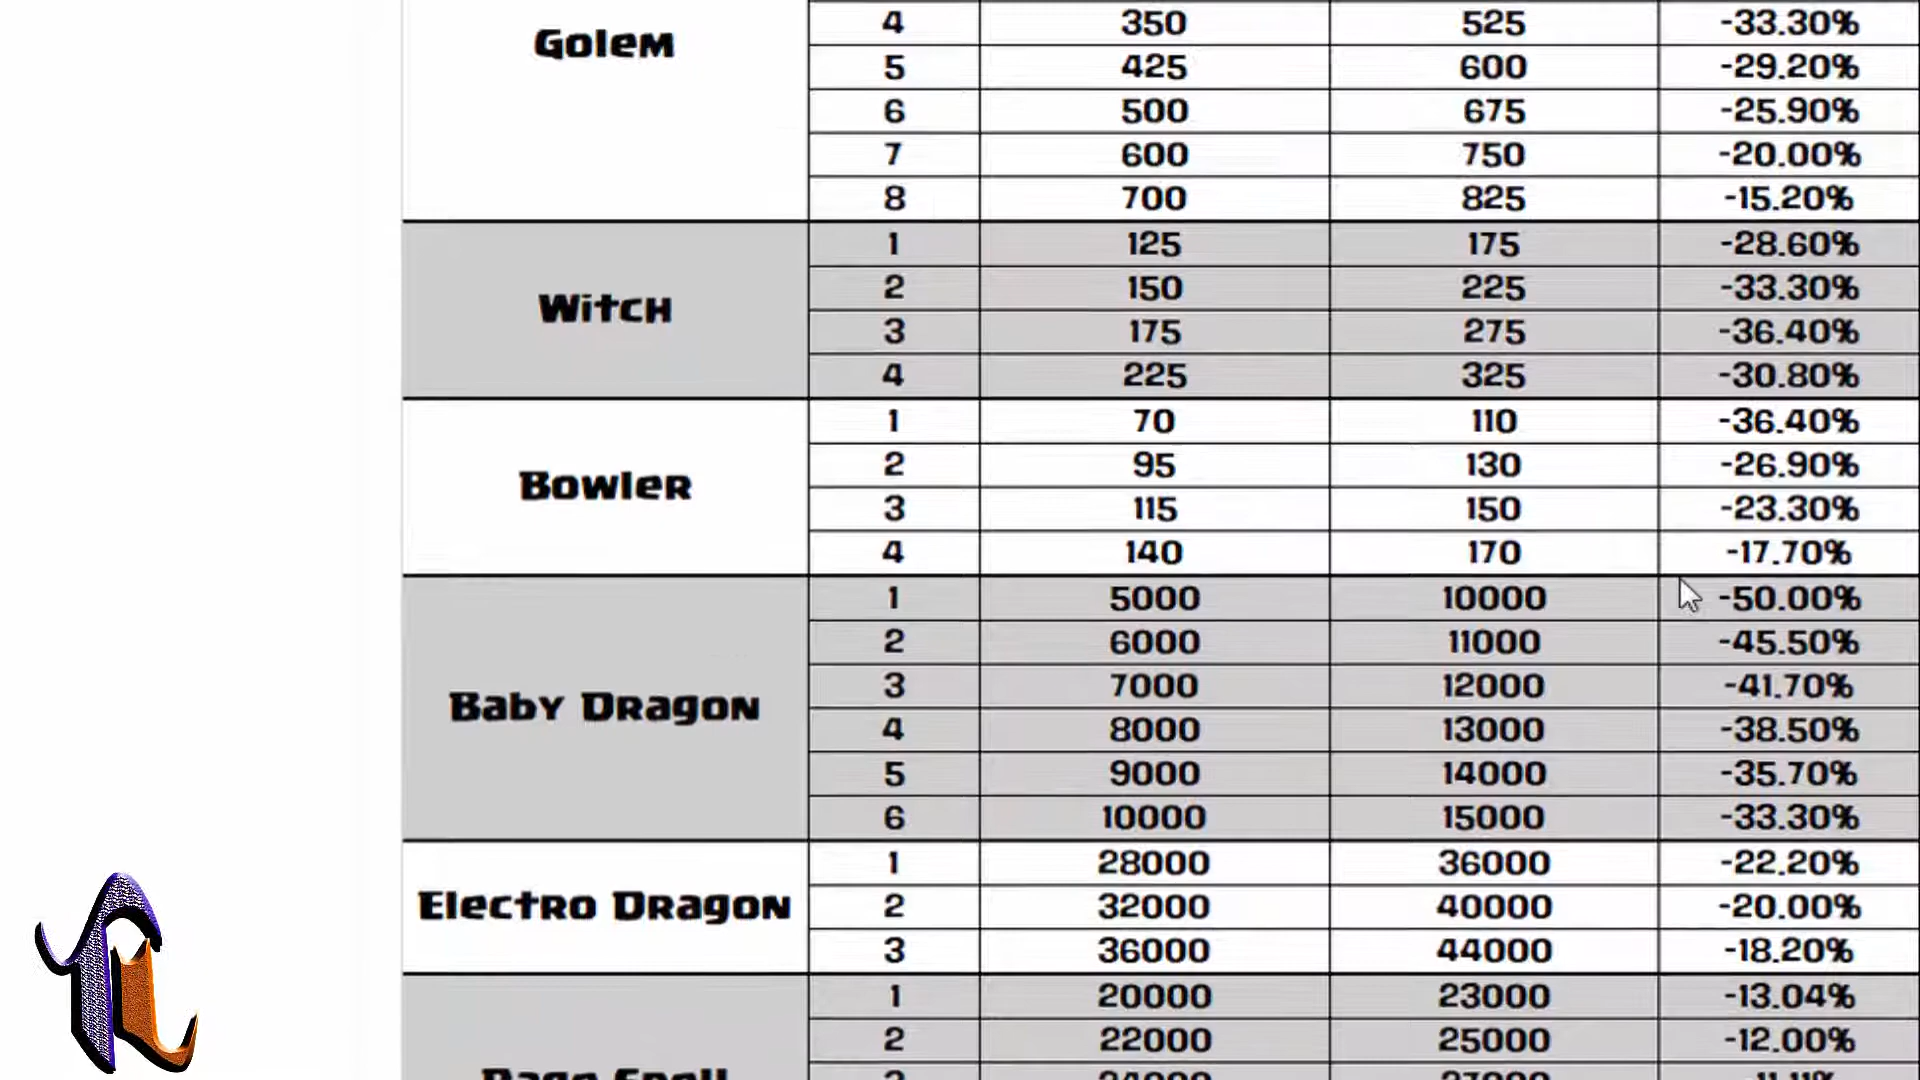 Golem
4 350 525 -33.30%
5 425 600 -29.20%
6 500 675 -25.90%
7 600 750 -20.00%
8 700 825 -15.20%
Witch
1 125 175 -28.60%
2 150 225 -33.30%
3 175 275 -36.40%
4 225 325 -30.80%
Bowler
1 70 110 -36.40%
2 95 130 -26.90%
3 115 150 -23.30%
4 140 170 -17.70%
Baby Dragon
1 5000 10000 -50.00%
2 6000 11000 -45.50%
3 7000 12000 -41.70%
4 8000 13000 -38.50%
5 9000 14000 -35.70%
6 10000 15000 -33.30%
Electro Dragon
1 28000 36000 -22.20%
2 32000 40000 -20.00%
3 36000 44000 -18.20%
1 20000 23000 -13.04%
2 22000 25000 -12.00%